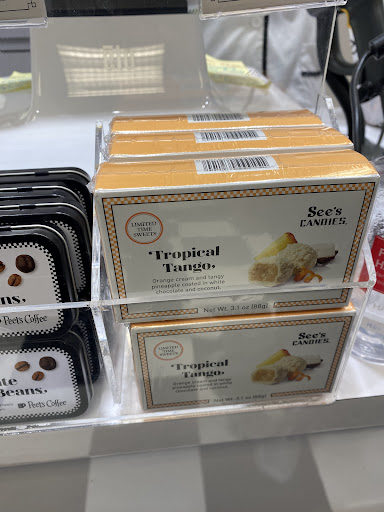 LIMITED
TIME
SWEETS
See's
CANDIES.
Tropical
Tango.
Orange cream and tangy
pineapple coated in white
chocolate and coconut.
Net Wt. 3.1 oz (88g)
LIMITED
TIME
SWEETS
See's
CANDIES.
Tropical
Tango.
Orange cream and tangy
pineapple coated in white
chocolate and coconut.
Net Wt. 3.1 oz (88g)
ans.
Peet's Coffee
ate
Beans.
Peet's Coffee